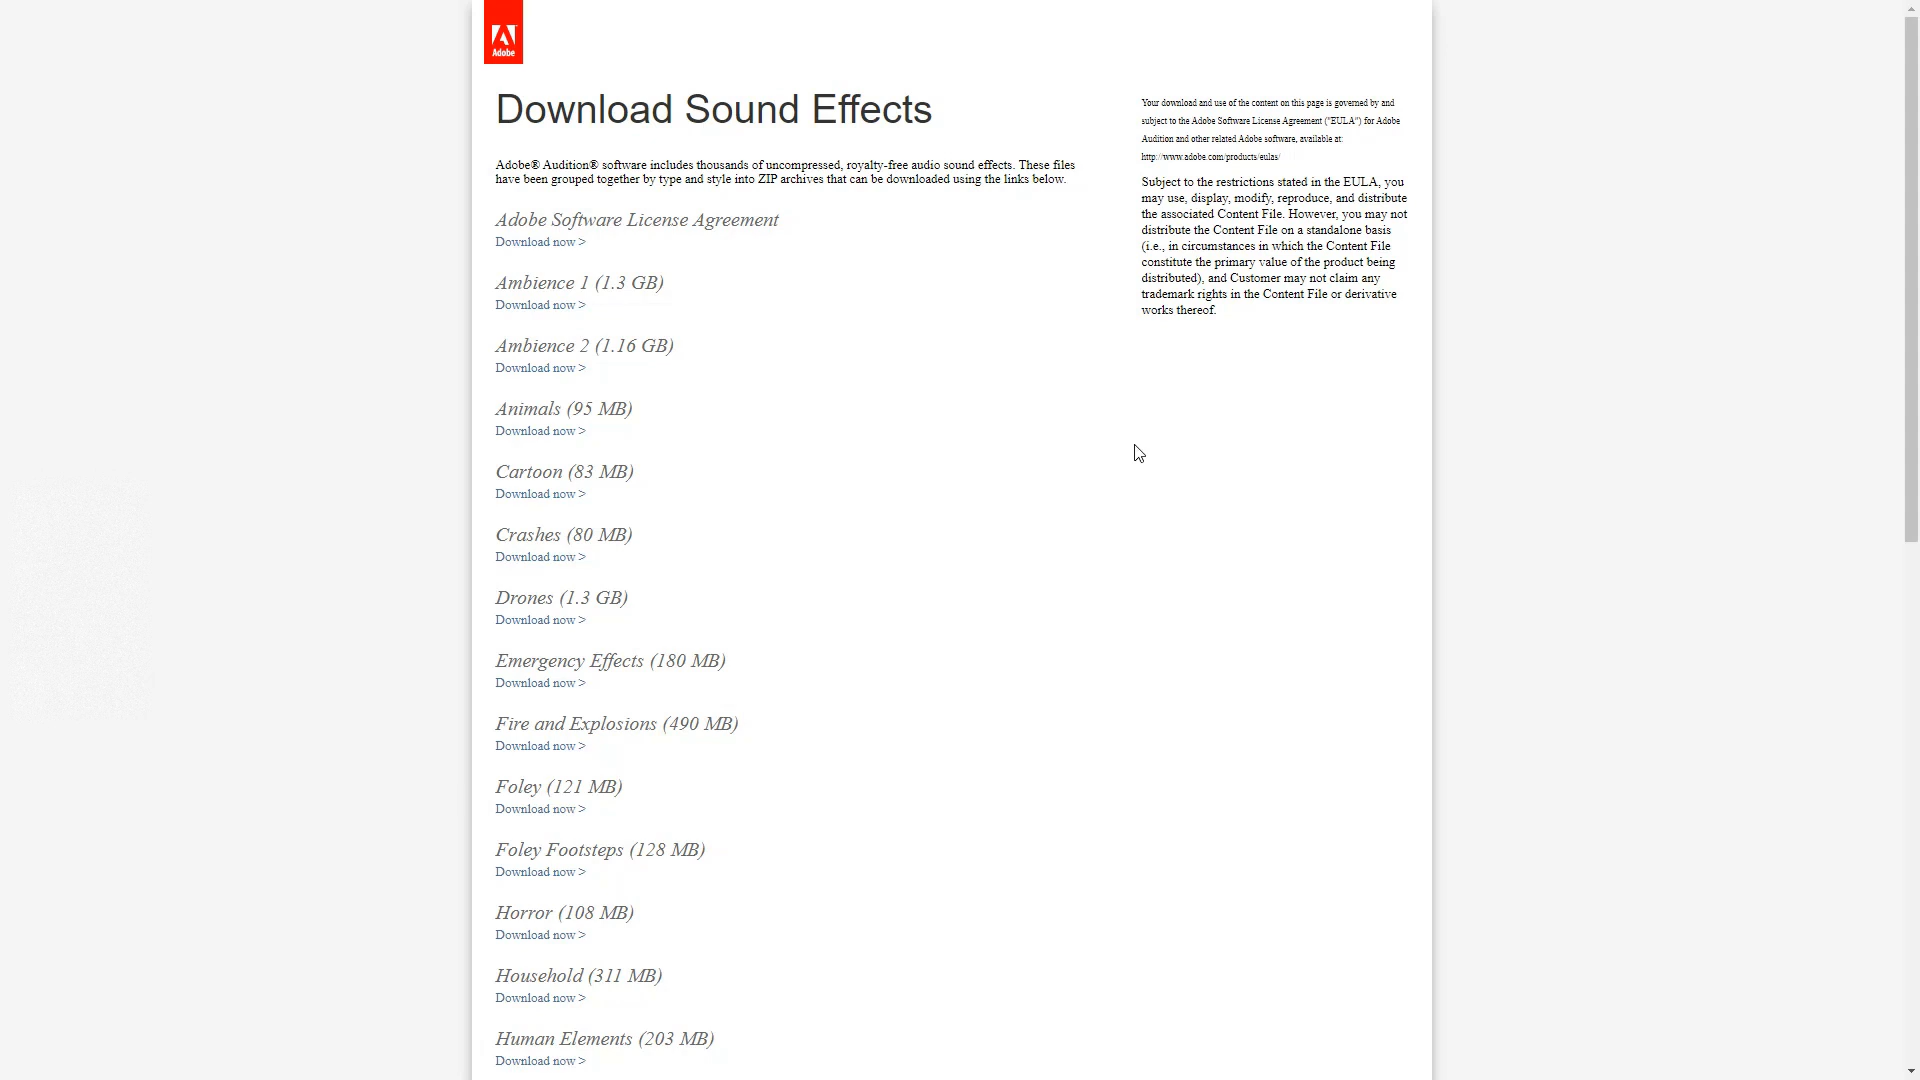 Adobe
Download Sound Effects
Adobe® Audition® software includes thousands of uncompressed, royalty-free audio sound effects. These files
have been grouped together by type and style into ZIP archives that can be downloaded using the links below.
Adobe Software License Agreement
Download now >
Ambience 1 (1.3 GB)
Download now >
Ambience 2 (1.16 GB)
Download now >
Animals (95 MB)
Download now >
Cartoon (83 MB)
Download now >
Crashes (80 MB)
Download now >
Drones (1.3 GB)
Download now >
Emergency Effects (180 MB)
Download now >
Fire and Explosions (490 MB)
Download now >
Foley (121 MB)
Download now >
Foley Footsteps (128 MB)
Download now >
Horror (108 MB)
Download now >
Household (311 MB)
Download now >
Human Elements (203 MB)
Download now >
Your download and use of the content on this page is governed by and
subject to the Adobe Software License Agreement ("EULA") for Adobe
Audition and other related Adobe software, available at:
http://www.adobe.com/products/eulas/
Subject to the restrictions stated in the EULA, you
may use, display, modify, reproduce, and distribute
the associated Content File. However, you may not
distribute the Content File on a standalone basis
(i.e., in circumstances in which the Content File
constitute the primary value of the product being
distributed), and Customer may not claim any
trademark rights in the Content File or derivative
works thereof.